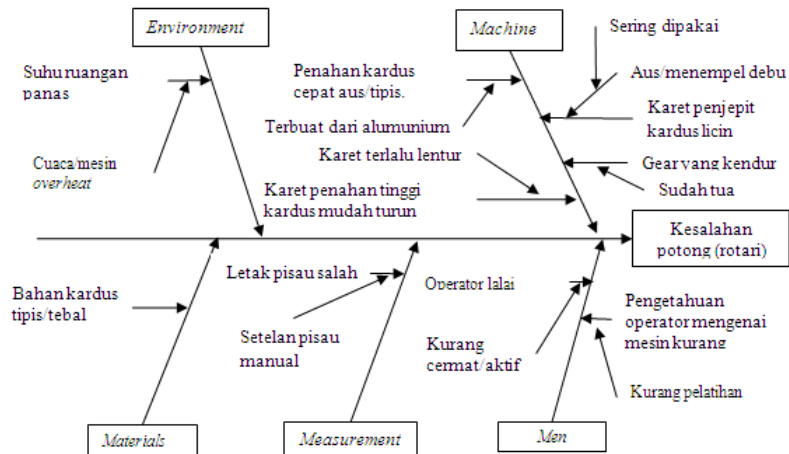 Environment
Machine
Sering dipakai
Suhu ruangan
panas
Penahan kardus
cepat aus/tipis.
Aus/menempel debu
Terbuat dari alumunium
Karet penjepit
kardus licin
Karet terlalu lentur
Cuaca/mesin
overheat
Gear yang kendur
Sudah tua
Karet penahan tinggi
kardus mudah turun
Kesalahan
potong (rotari)
Letak pisau salah
Operator lalai
Bahan kardus
tipis/tebal
Pengetahuan
operator mengenai
mesin kurang
Setelan pisau
manual
Kurang
cermat/aktif
Kurang pelatihan
Materials
Measurement
Men